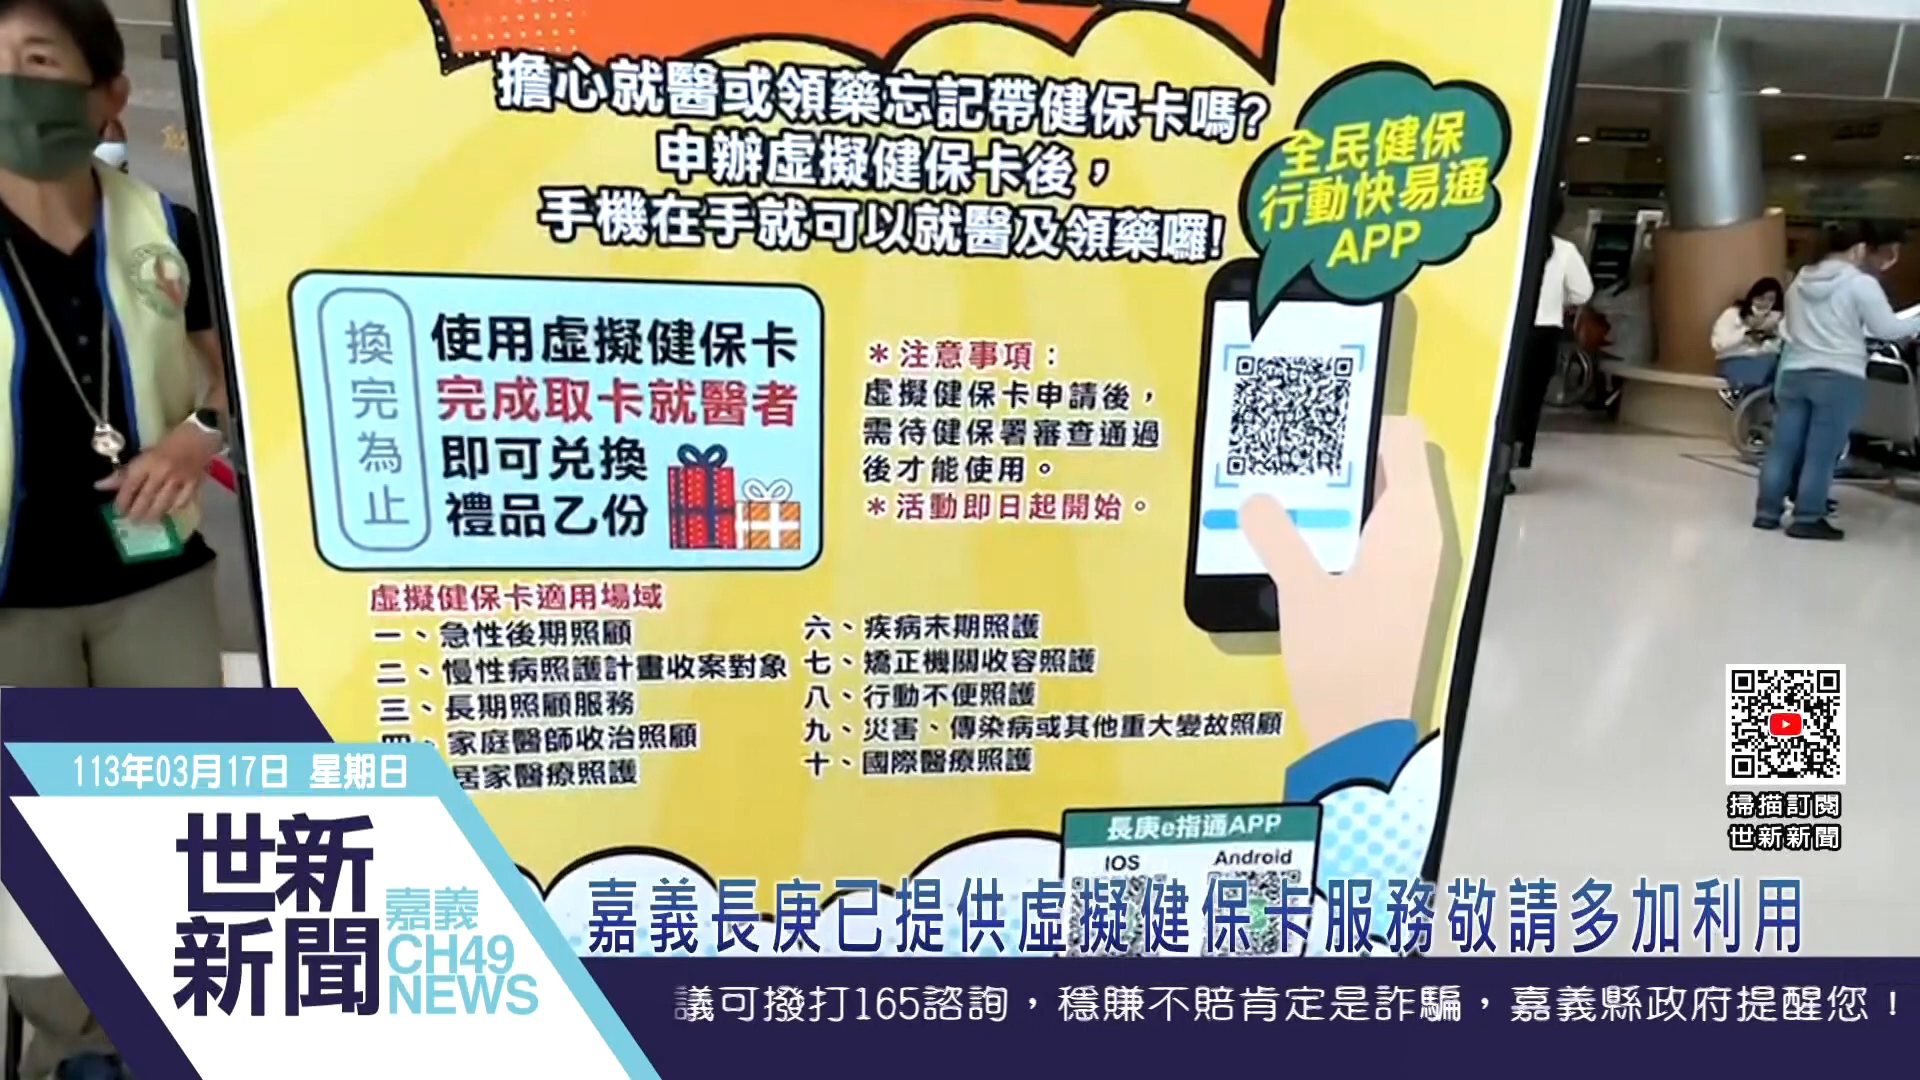 擔心就醫或領藥忘記帶健保卡嗎?
申辦虛擬健保卡後，
手機在手就可以就醫及領藥囉!
全民健保
行動快易通
APP
換完為止
使用虛擬健保卡
完成取卡就醫者
即可兌換
禮品乙份
＊注意事項：
虛擬健保卡申請後，
需待健保署審查通過
後才能使用。
＊活動即日起開始。
虛擬健保卡適用場域
一、急性後期照顧
二、慢性病照護計畫收案對象
三、長期照顧服務
四、家庭醫師收治照顧
居家醫療照護
六、疾病末期照護
七、矯正機關收容照護
八、行動不便照護
九、災害、傳染病或其他重大變故照顧
十、國際醫療照護
長庚e指通APP
IOS
Android
掃描訂閱
世新新聞
113年03月17日 星期日
世新
新聞
嘉義
CH49
NEWS
嘉義長庚已提供虛擬健保卡服務敬請多加利用
議可撥打165諮詢，穩賺不賠肯定是詐騙，嘉義縣政府提醒您！